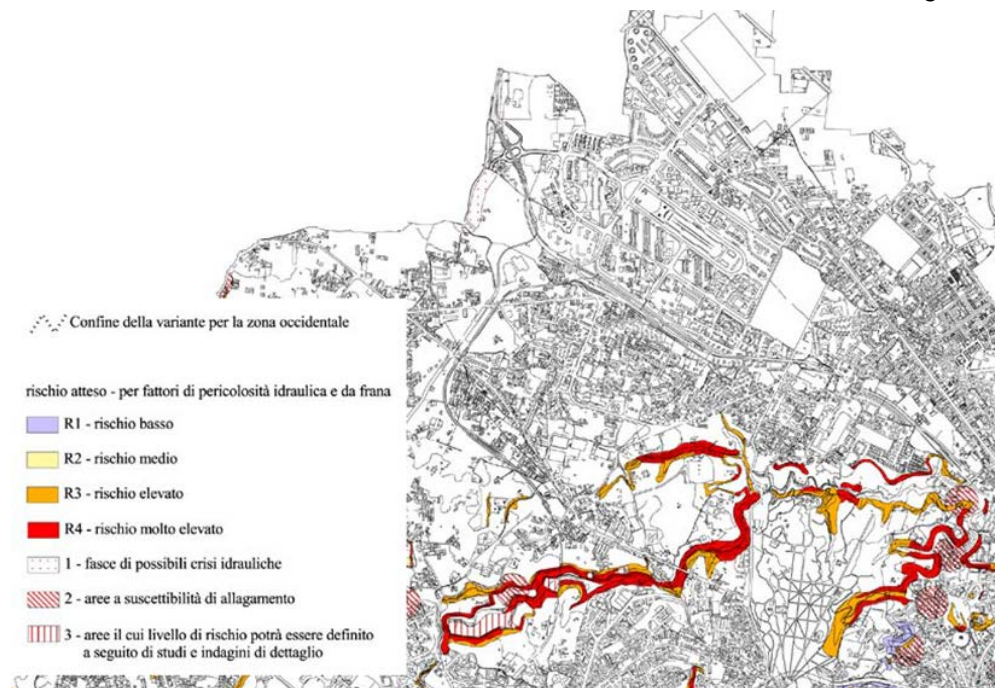 Confine della variante per la zona occidentale
rischio atteso - per fattori di pericolosità idraulica e da frana
R1 - rischio basso
R2 - rischio medio
R3 - rischio elevato
R4 - rischio molto elevato
1 - fasce di possibili crisi idrauliche
2 - aree a suscettibilità di allagamento
3 - aree il cui livello di rischio potrà essere definito
a seguito di studi e indagini di dettaglio